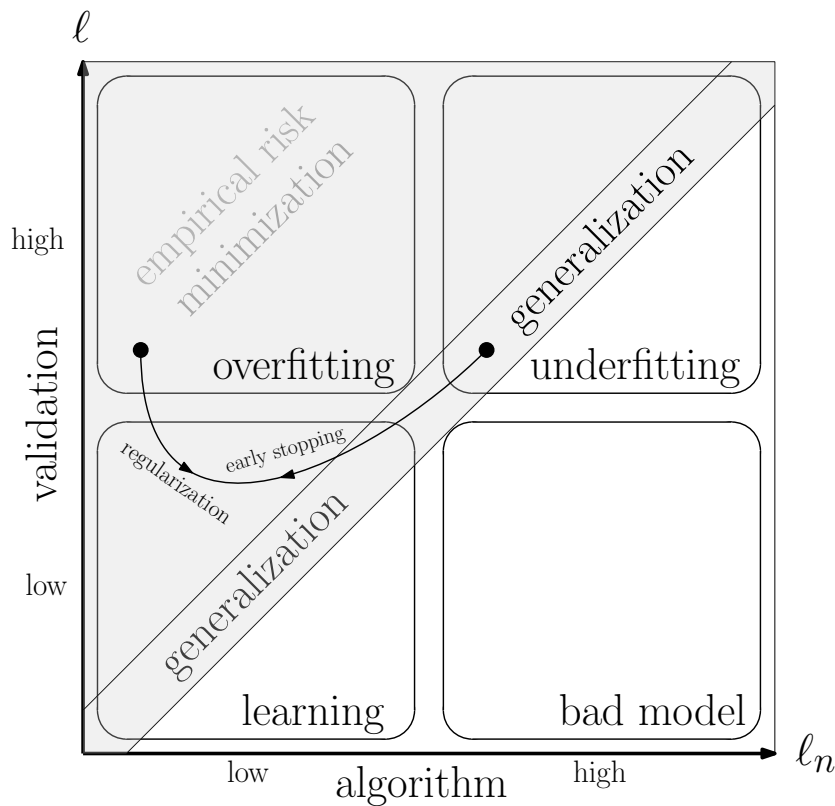 ℓ
empirical risk
minimization
generalization
high
overfitting
underfitting
validation
early stopping
regularization
generalization
low
learning
bad model
ℓₙ
low
high
algorithm